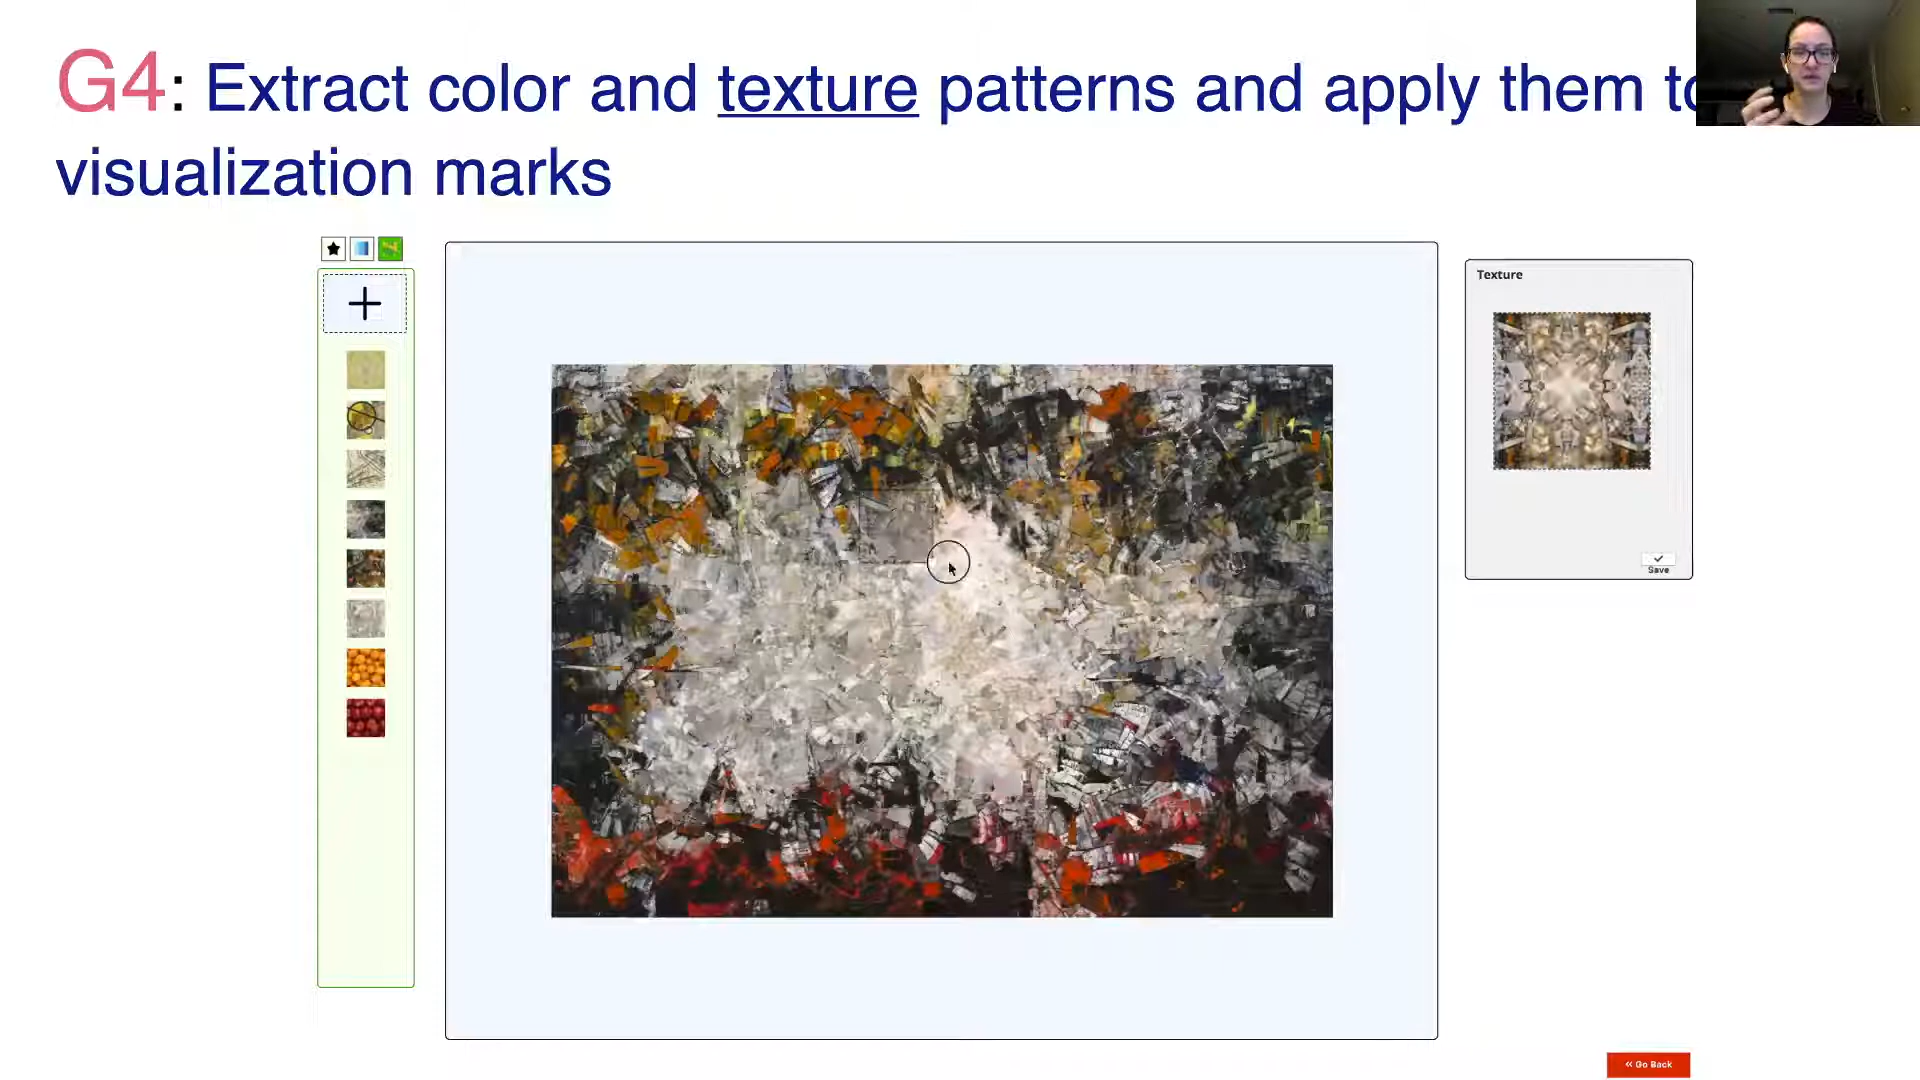 G4: Extract color and texture patterns and apply them to
visualization marks
Texture
Save
« Go Back